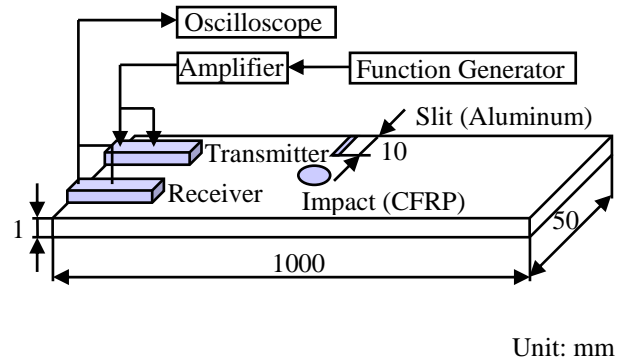 Oscilloscope
Amplifier
Function Generator
Slit (Aluminum)
Transmitter
10
Receiver
Impact (CFRP)
1
50
1000
Unit: mm